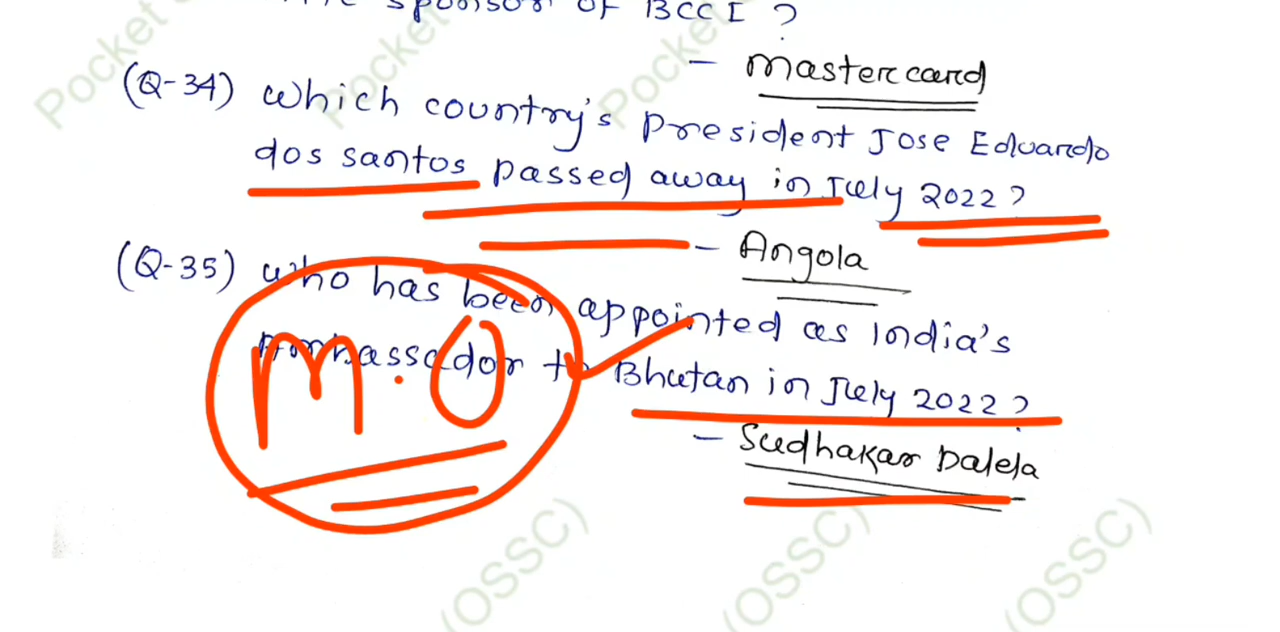 sponsor of BCCI ?
– mastercard
(Q-34) which country's president Jose Eduardo
dos santos passed away in July 2022?
– Angola
(Q-35) who has been appointed as India's
Ambassador to Bhutan in July 2022?
– Sudhakar Dalela
M.O
Pocket
Pocket
Pocket
(OSSC)
(OSSC)
(OSSC)